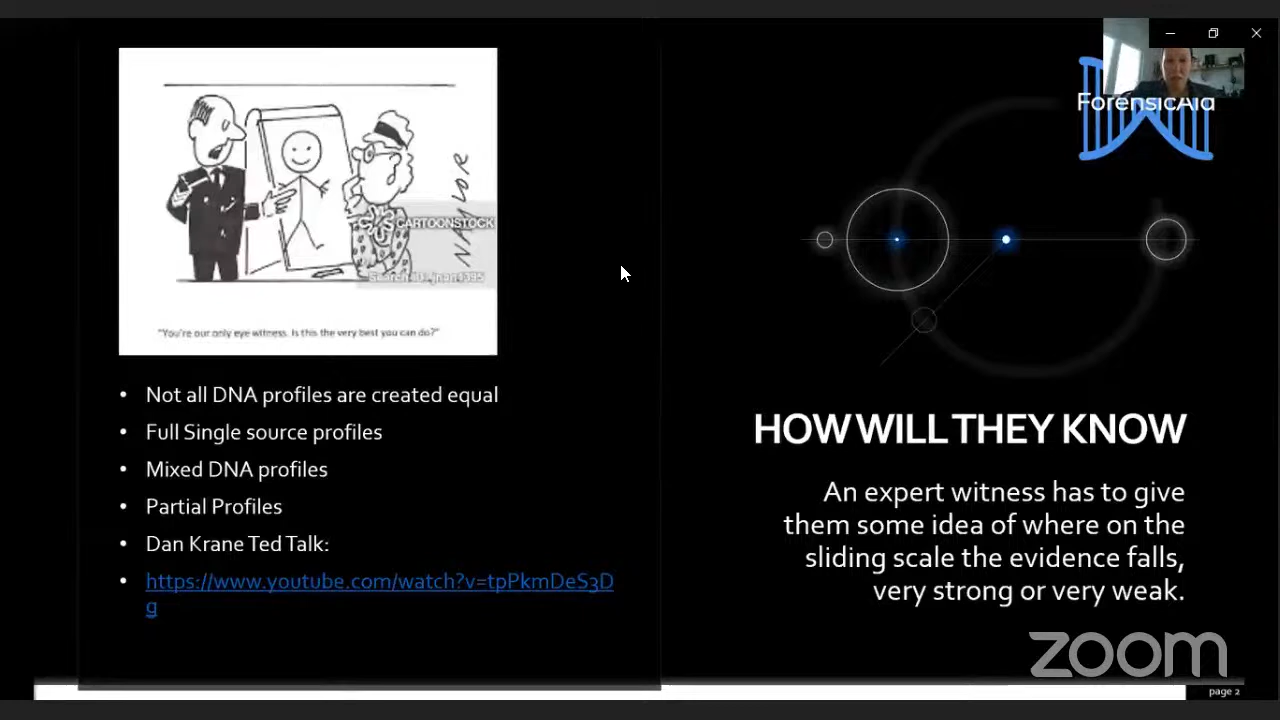 NAYLOR
CARTOONSTOCK
"You're our only eye witness. Is this the very best you can do?"
• Not all DNA profiles are created equal
• Full Single source profiles
• Mixed DNA profiles
• Partial Profiles
• Dan Krane Ted Talk:
• https://www.youtube.com/watch?v=tpPkmDeS3D
g
ForensicAid
HOW WILL THEY KNOW
An expert witness has to give
them some idea of where on the
sliding scale the evidence falls,
very strong or very weak.
zoom
page 2